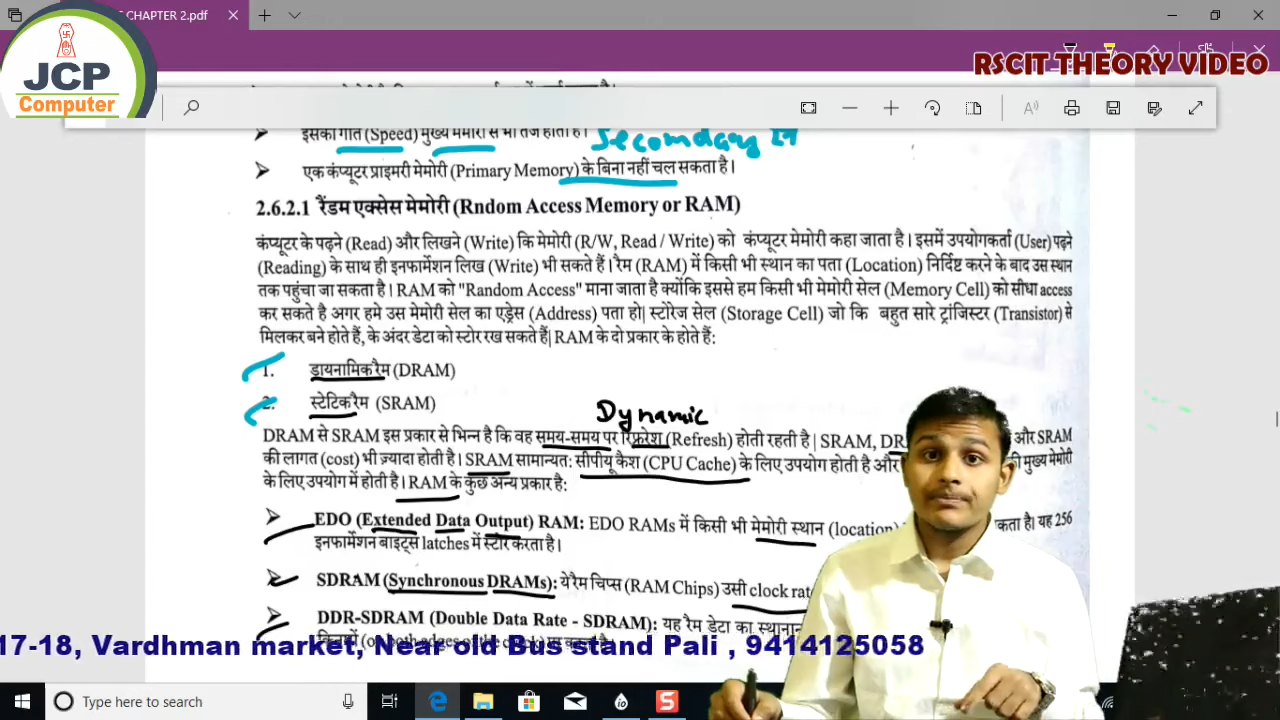 CHAPTER 2.pdf
JCP
Computer
RSCIT THEORY VIDEO
इसकी गति (Speed) मुख्य मेमोरी से भी तेज होती है।
Secondary
एक कंप्यूटर प्राइमरी मेमोरी (Primary Memory) के बिना नहीं चल सकता है।
2.6.2.1 रैंडम एक्सेस मेमोरी (Rndom Access Memory or RAM)
कंप्यूटर के पढ़ने (Read) और लिखने (Write) कि मेमोरी (R/W, Read / Write) को कंप्यूटर मेमोरी कहा जाता है। इसमें उपयोगकर्ता (User) पढ़ने
(Reading) के साथ ही इनफार्मेशन लिख (Write) भी सकते हैं। रैम (RAM) में किसी भी स्थान का पता (Location) निर्दिष्ट करने के बाद उस स्थान
तक पहुंचा जा सकता है। RAM को "Random Access" माना जाता है क्योंकि इससे हम किसी भी मेमोरी सेल (Memory Cell) को सीधा access
कर सकते है अगर हमे उस मेमोरी सेल का एड्रेस (Address) पता हो| स्टोरेज सेल (Storage Cell) जो कि बहुत सारे ट्रांजिस्टर (Transistor) से
मिलकर बने होते हैं, के अंदर डेटा को स्टोर रख सकते हैं| RAM के दो प्रकार के होते हैं:
1. डायनामिक रैम (DRAM)
2. स्टेटिक रैम (SRAM)
Dynamic
DRAM से SRAM इस प्रकार से भिन्न है कि वह समय-समय पर रिफ्रेश (Refresh) होती रहती है | SRAM, और SRAM
की लागत (cost) भी ज़्यादा होती है। SRAM सामान्यत: सीपीयू कैश (CPU Cache) के लिए उपयोग होती है और की मुख्य मेमोरी
के लिए उपयोग में होती है। RAM के कुछ अन्य प्रकार है:
EDO (Extended Data Output) RAM: EDO RAMs में किसी भी मेमोरी स्थान (location) कता है। यह 256
इनफार्मेशन बाइट्स latches में स्टोर करता है।
SDRAM (Synchronous DRAMs): ये रैम चिप्स (RAM Chips) उसी clock
DDR-SDRAM (Double Data Rate - SDRAM): यह रैम डेटा का
17-18, Vardhman market, Near old Bus stand Pali , 9414125058
Type here to search